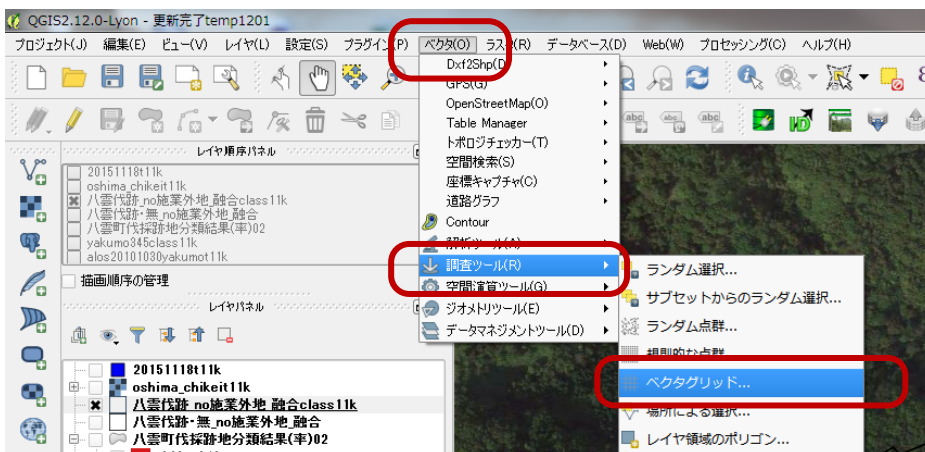 QGIS2.12.0-Lyon - 更新完了temp1201
プロジェクト(J) 編集(E) ビュー(V) レイヤ(L) 設定(S) プラグイン(P) ベクタ(O) ラスタ(R) データベース(D) Web(W) プロセッシング(C) ヘルプ(H)
Dxf2Shp(D)
GPS(G)
OpenStreetMap(O)
Table Manager
トポロジチェッカー(T)
空間検索(S)
座標キャプチャ(C)
道路グラフ
Contour
解析ツール(A)
調査ツール(R)
空間演算ツール(G)
ジオメトリツール(E)
データマネジメントツール(D)
ランダム選択...
サブセットからのランダム選択...
ランダム点群...
規則的な点群...
ベクタグリッド...
場所による選択...
レイヤ領域のポリゴン...
abc abc abc
レイヤ順序パネル
20151118t11k
oshima_chikeit11k
八雲伐跡_no施業外地_融合class11k
八雲伐跡・無_no施業外地_融合
八雲町伐採跡地分類結果(率)02
yakumo345class11k
alos20101030yakumot11k
描画順序の管理
レイヤパネル
20151118t11k
oshima_chikeit11k
八雲伐跡_no施業外地_融合class11k
八雲伐跡・無_no施業外地_融合
八雲町伐採跡地分類結果(率)02